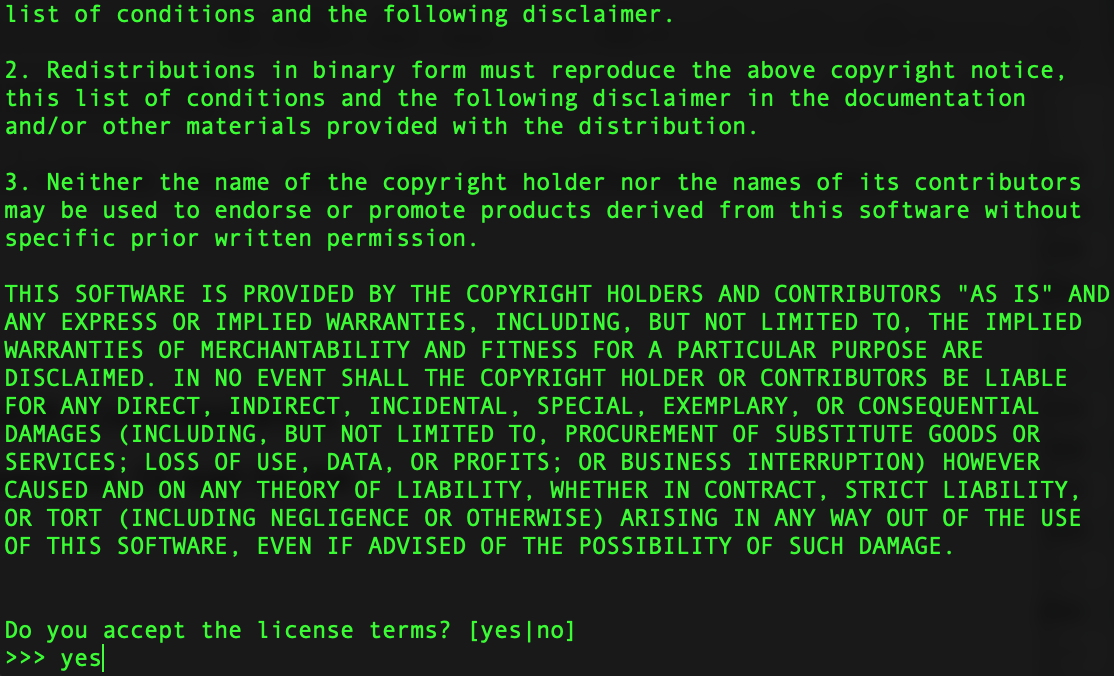 list of conditions and the following disclaimer.
2. Redistributions in binary form must reproduce the above copyright notice,
this list of conditions and the following disclaimer in the documentation
and/or other materials provided with the distribution.
3. Neither the name of the copyright holder nor the names of its contributors
may be used to endorse or promote products derived from this software without
specific prior written permission.
THIS SOFTWARE IS PROVIDED BY THE COPYRIGHT HOLDERS AND CONTRIBUTORS "AS IS" AND
ANY EXPRESS OR IMPLIED WARRANTIES, INCLUDING, BUT NOT LIMITED TO, THE IMPLIED
WARRANTIES OF MERCHANTABILITY AND FITNESS FOR A PARTICULAR PURPOSE ARE
DISCLAIMED. IN NO EVENT SHALL THE COPYRIGHT HOLDER OR CONTRIBUTORS BE LIABLE
FOR ANY DIRECT, INDIRECT, INCIDENTAL, SPECIAL, EXEMPLARY, OR CONSEQUENTIAL
DAMAGES (INCLUDING, BUT NOT LIMITED TO, PROCUREMENT OF SUBSTITUTE GOODS OR
SERVICES; LOSS OF USE, DATA, OR PROFITS; OR BUSINESS INTERRUPTION) HOWEVER
CAUSED AND ON ANY THEORY OF LIABILITY, WHETHER IN CONTRACT, STRICT LIABILITY,
OR TORT (INCLUDING NEGLIGENCE OR OTHERWISE) ARISING IN ANY WAY OUT OF THE USE
OF THIS SOFTWARE, EVEN IF ADVISED OF THE POSSIBILITY OF SUCH DAMAGE.
Do you accept the license terms? [yes|no]
>>> yes